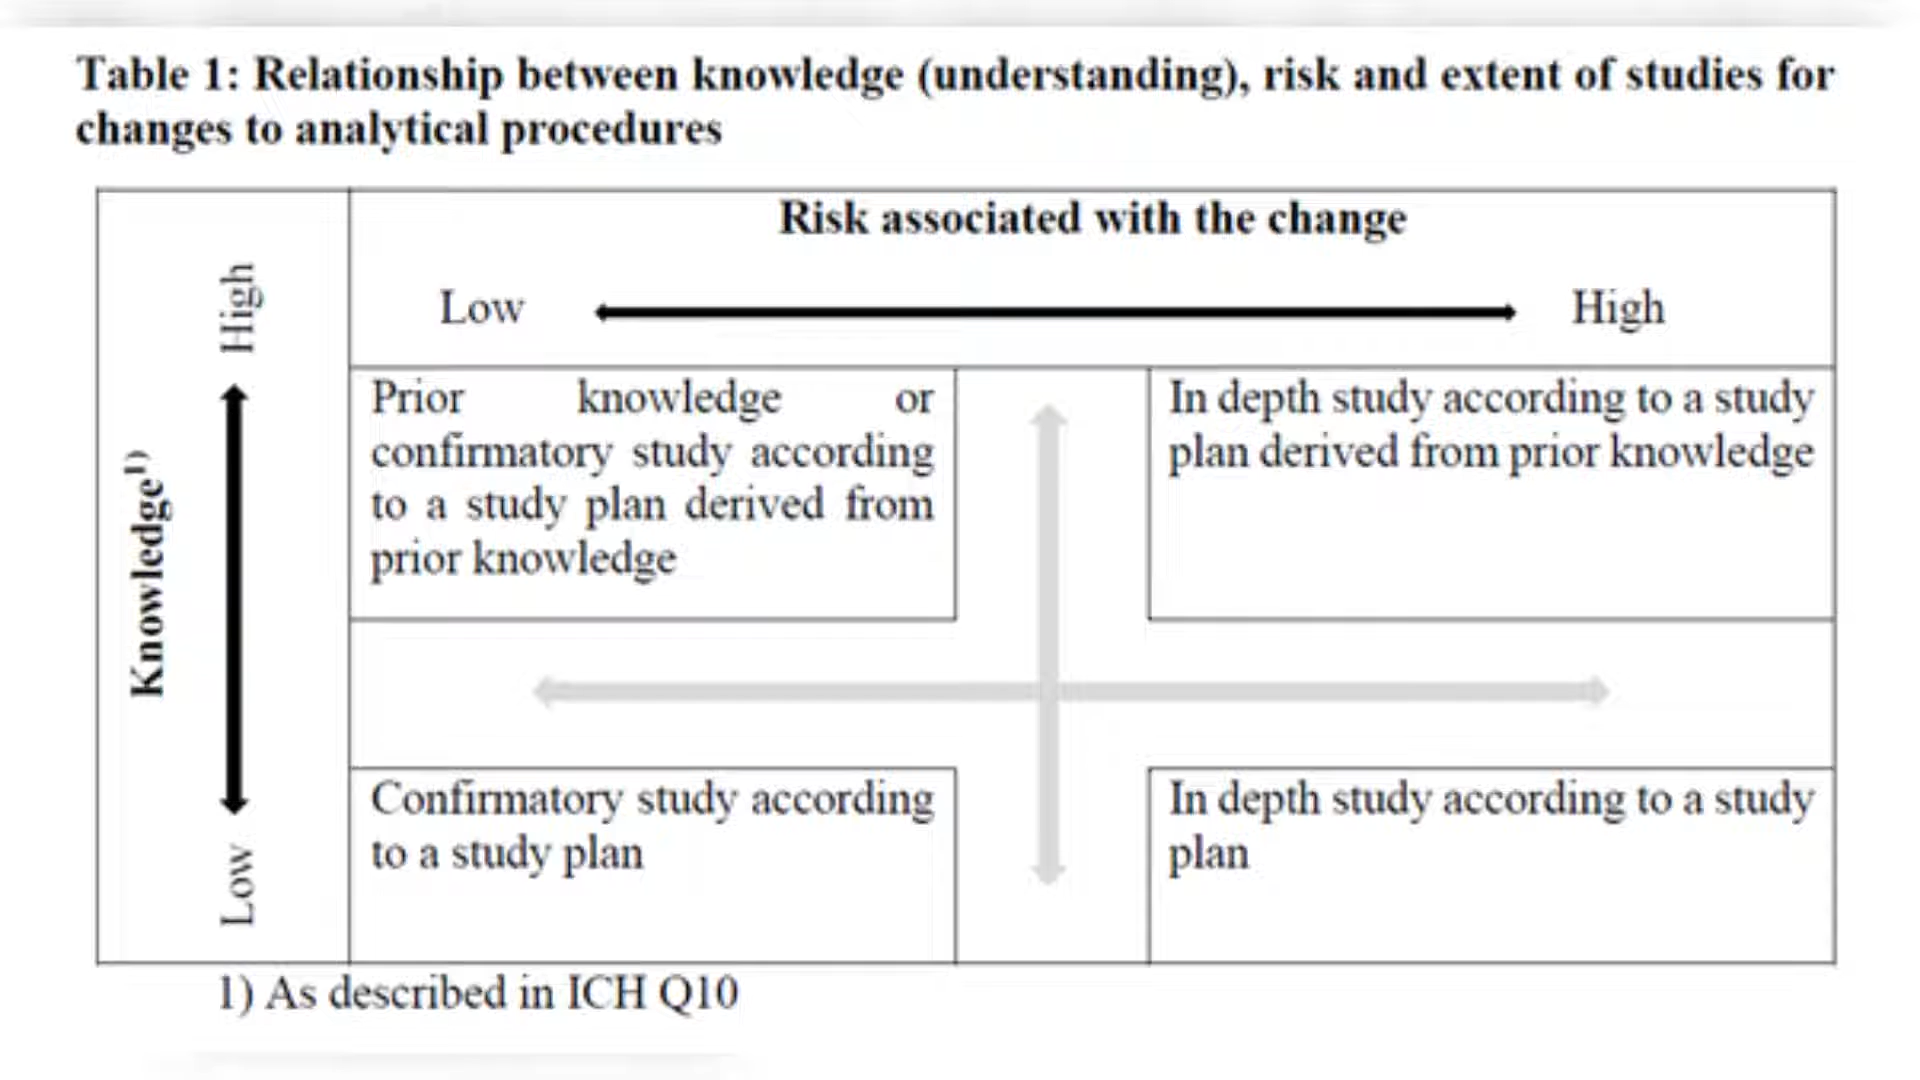 Table 1: Relationship between knowledge (understanding), risk and extent of studies for
changes to analytical procedures
Risk associated with the change
Low
High
Knowledge¹⁾
High
Low
Prior knowledge or
confirmatory study according
to a study plan derived from
prior knowledge
In depth study according to a study
plan derived from prior knowledge
Confirmatory study according
to a study plan
In depth study according to a study
plan
1) As described in ICH Q10